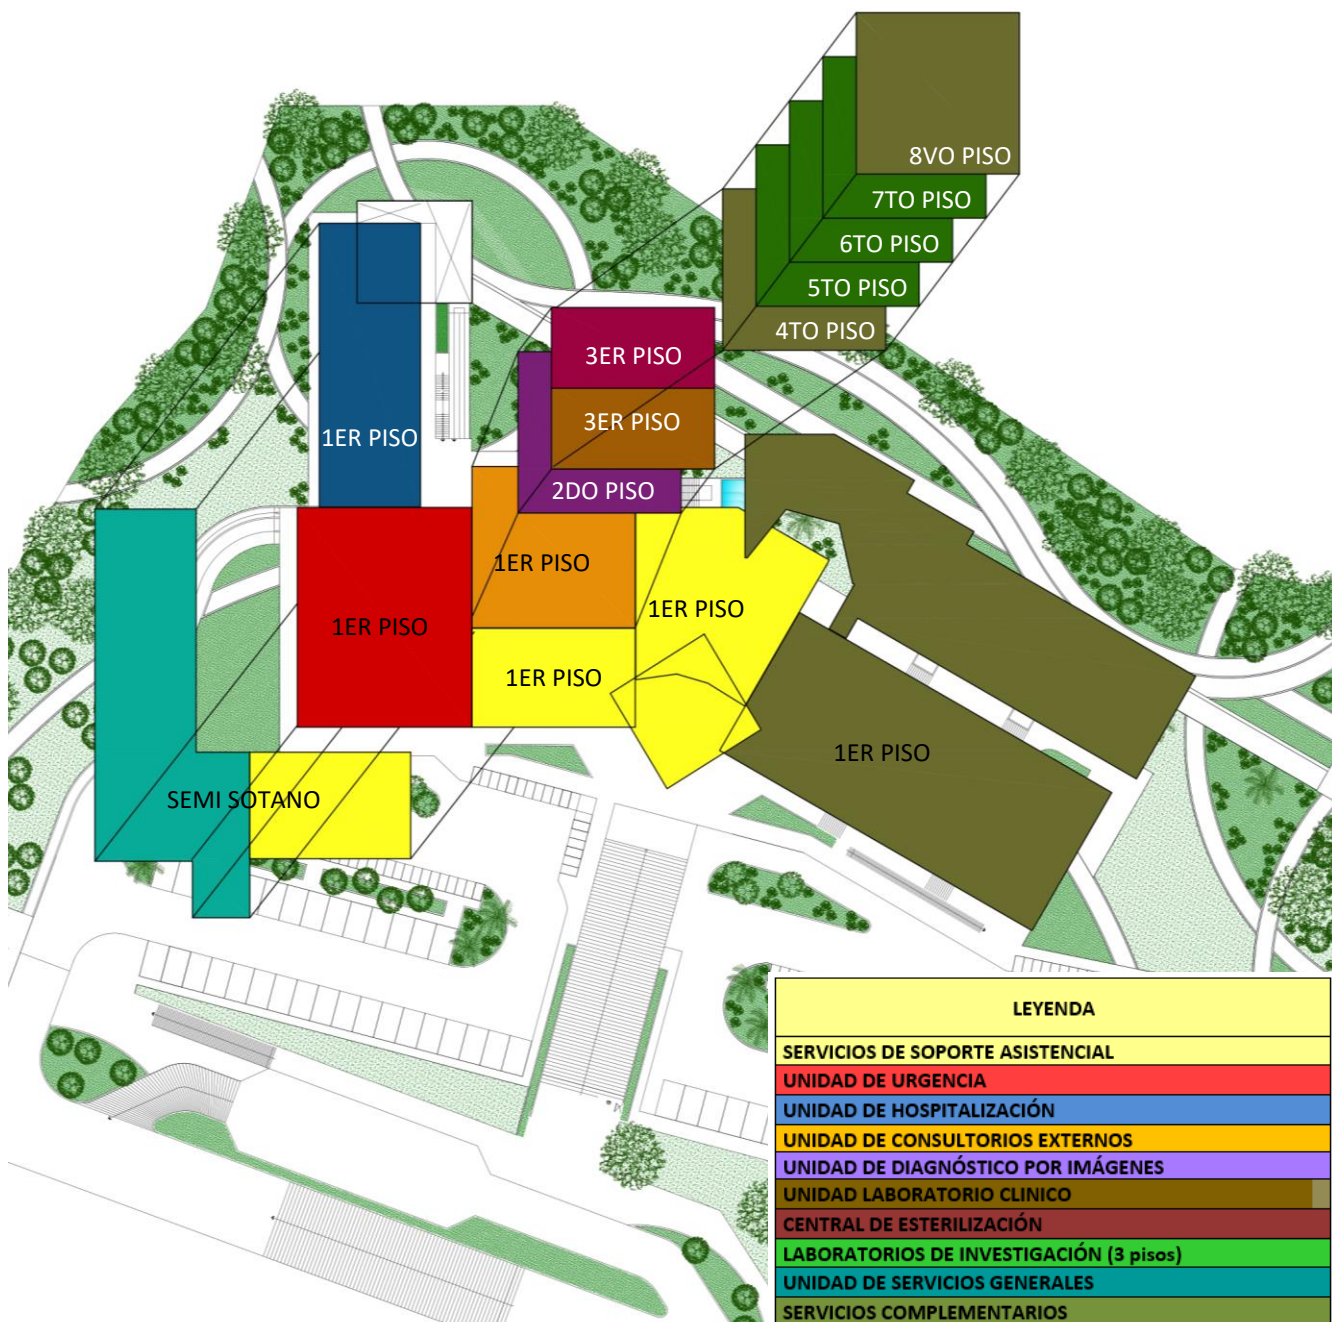 8VO PISO
7TO PISO
6TO PISO
5TO PISO
4TO PISO
3ER PISO
3ER PISO
1ER PISO
2DO PISO
1ER PISO
1ER PISO
1ER PISO
1ER PISO
1ER PISO
SEMI SOTANO
LEYENDA
SERVICIOS DE SOPORTE ASISTENCIAL
UNIDAD DE URGENCIA
UNIDAD DE HOSPITALIZACIÓN
UNIDAD DE CONSULTORIOS EXTERNOS
UNIDAD DE DIAGNÓSTICO POR IMÁGENES
UNIDAD LABORATORIO CLINICO
CENTRAL DE ESTERILIZACIÓN
LABORATORIOS DE INVESTIGACIÓN (3 pisos)
UNIDAD DE SERVICIOS GENERALES
SERVICIOS COMPLEMENTARIOS